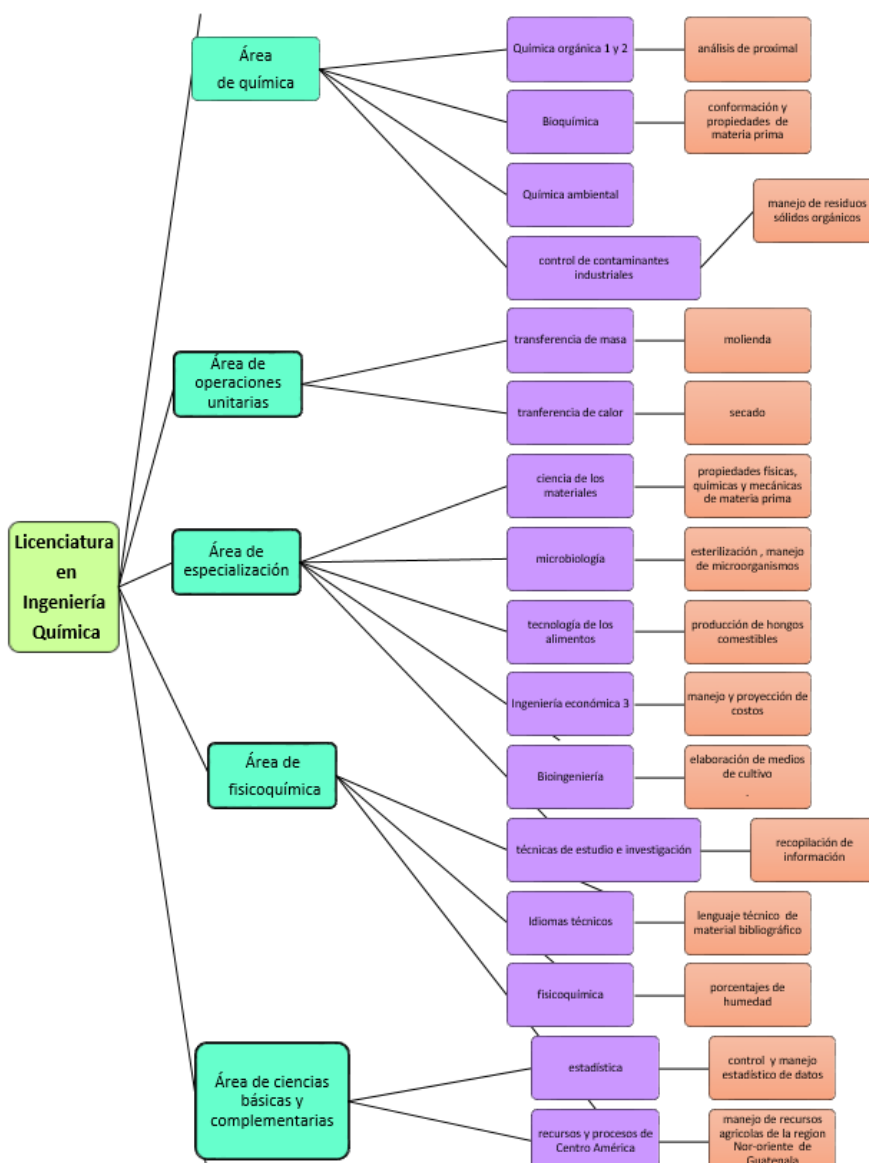 Área
de química
Química orgánica 1 y 2
análisis de proximal
Bioquímica
conformación y
propiedades de
materia prima
Química ambiental
control de contaminantes
industriales
manejo de residuos
sólidos orgánicos
Área de
operaciones
unitarias
transferencia de masa
molienda
tranferencia de calor
secado
Licenciatura
en
Ingeniería
Química
Área de
especialización
ciencia de los
materiales
propiedades físicas,
químicas y mecánicas
de materia prima
microbiología
esterilización , manejo
de microorganismos
tecnología de los
alimentos
producción de hongos
comestibles
Ingeniería económica 3
manejo y proyección de
costos
Bioingeniería
elaboración de medios
de cultivo
.
Área de
fisicoquímica
técnicas de estudio e investigación
recopilación de
información
Idiomas técnicos
lenguaje técnico de
material bibliográfico
fisicoquímica
porcentajes de
humedad
Área de ciencias
básicas y
complementarias
estadística
control y manejo
estadístico de datos
recursos y procesos de
Centro América
manejo de recursos
agricolas de la region
Nor-oriente de
Guatemala